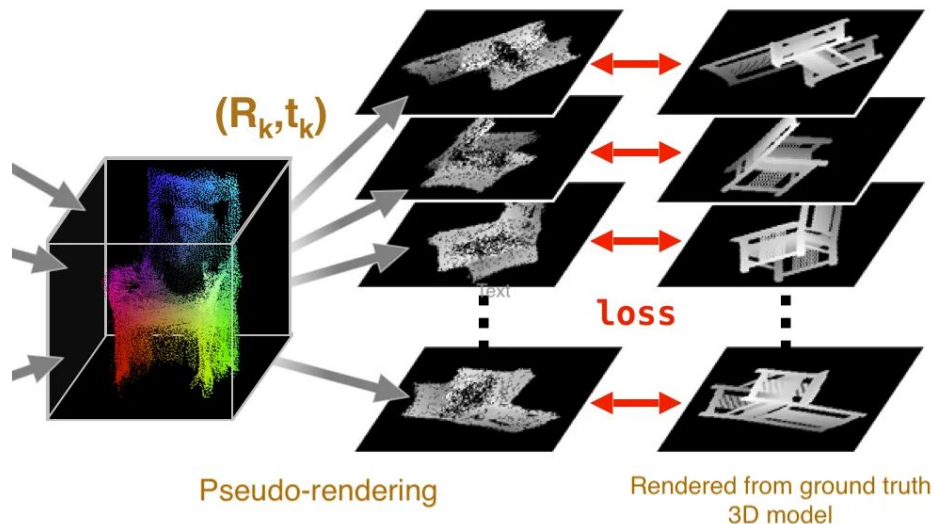 (Rk,tk)
Text
loss
Pseudo-rendering
Rendered from ground truth
3D model